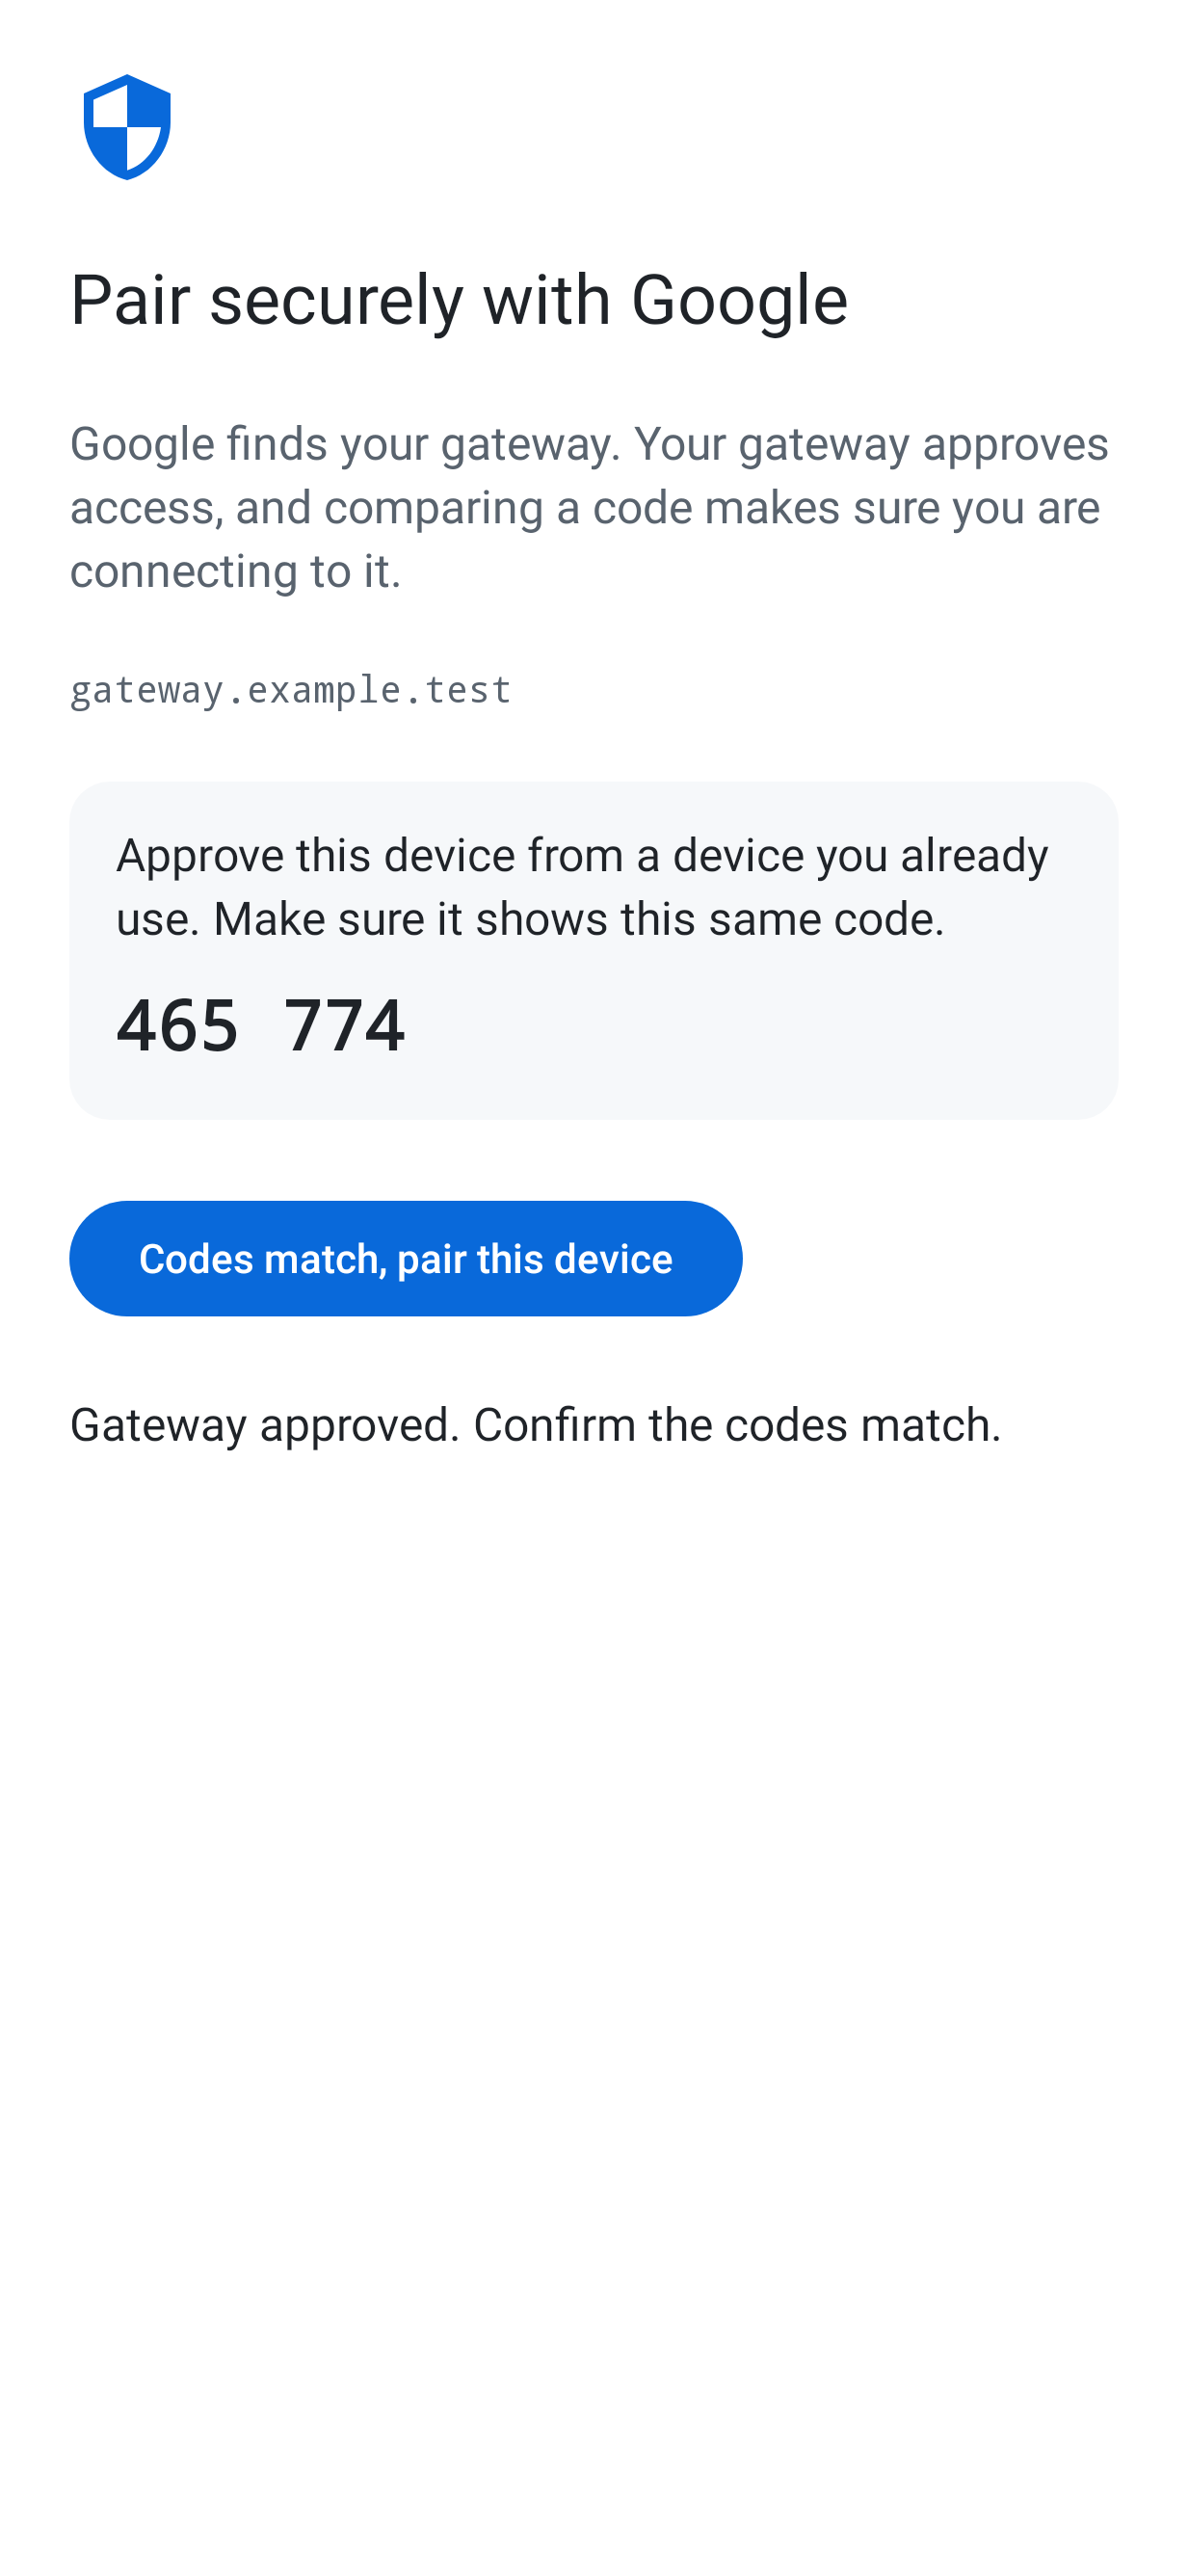 Pair securely with Google
Google finds your gateway. Your gateway approves
access, and comparing a code makes sure you are
connecting to it.
gateway.example.test
Approve this device from a device you already
use. Make sure it shows this same code.
465 774
Codes match, pair this device
Gateway approved. Confirm the codes match.